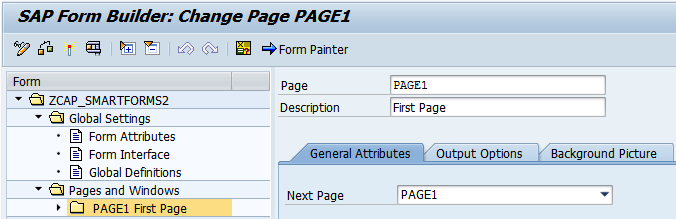 SAP Form Builder: Change Page PAGE1
Form Painter
Form
ZCAP_SMARTFORMS2
Global Settings
Form Attributes
Form Interface
Global Definitions
Pages and Windows
PAGE1 First Page
Page PAGE1
Description First Page
General Attributes Output Options Background Picture
Next Page PAGE1